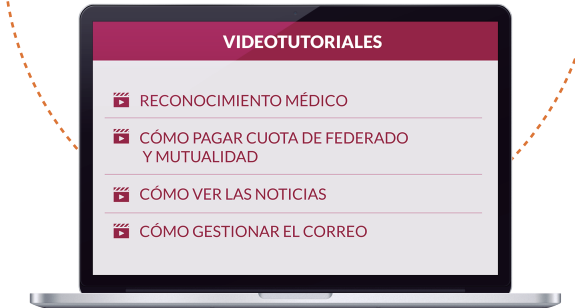 VIDEOTUTORIALES
RECONOCIMIENTO MÉDICO
CÓMO PAGAR CUOTA DE FEDERADO
Y MUTUALIDAD
CÓMO VER LAS NOTICIAS
CÓMO GESTIONAR EL CORREO